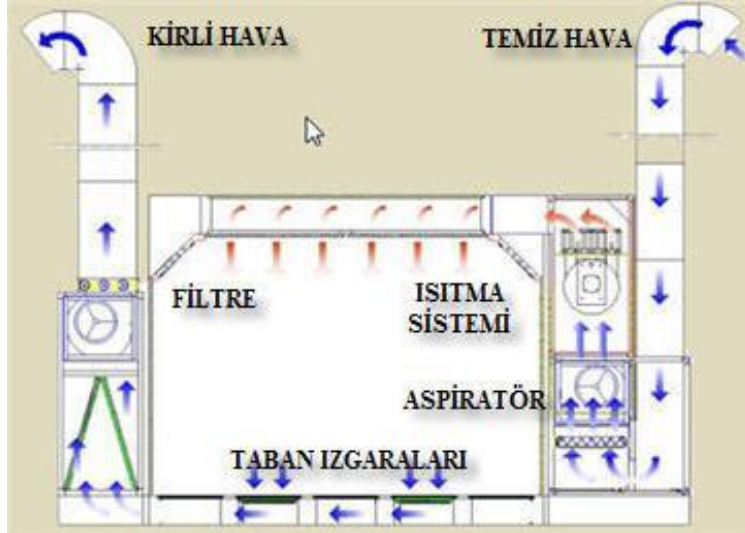 KİRLİ HAVA
TEMİZ HAVA
FİLTRE
ISITMA
SİSTEMİ
ASPİRATÖR
TABAN IZGARALARI